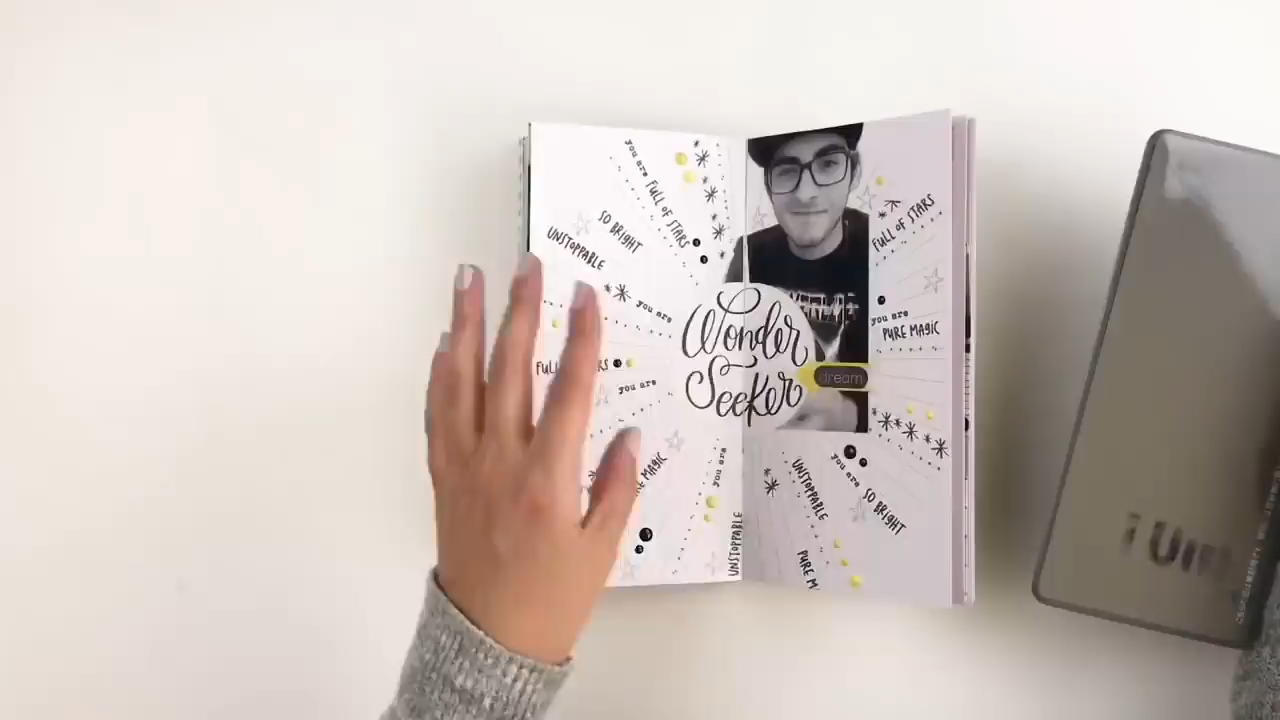 you are FULL OF STARS
SO BRIGHT
UNSTOPPABLE
you are
you are
you are
UNSTOPPABLE
Wonder
Seeker
dream
FULL OF STARS
you are
PURE MAGIC
you are SO BRIGHT
UNSTOPPABLE